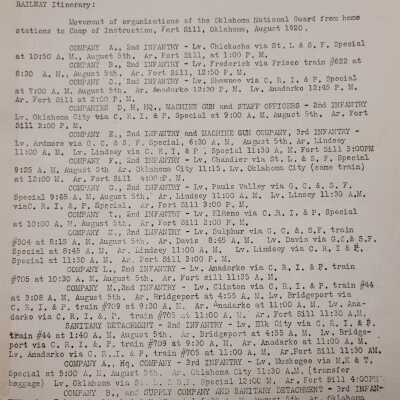 RAILWAY Itinerary:
Movement of organizations of the Oklahoma National Guard from home
stations to Camp of Instruction, Fort Sill, Oklahoma, August 1920.
COMPANY A., 2nd INFANTRY - Lv. Chickasha via St. L & S. F. Special
at 10:50 A. M., August 5th. Ar. Fort Sill, at 1:00 P. M.
COMPANY B., 2nd INFANTRY - Lv. Frederick via Frisco train #622 at
8:30 A. M., August 5th. Ar. Fort Sill, 12:50 P. M.
COMPANY C., 2nd INFANTRY - Lv. Shawnee via C. R. I. & P. Special
at 7:00 A. M. August 5th. Ar. Anadarko 12:30 P. M. Lv. Anadarko 12:45 P. M.
Ar. Fort Sill at 2:00 P. M.
COMPANIES D, H, HQ., MACHINE GUN and STAFF OFFICERS - 2nd INFANTRY
Lv. Oklahoma City via C. R. I. & P. Special at 9:00 A. M. August 5th. Ar. Fort
Sill 2:00 P. M.
COMPANY E., 2nd INFANTRY and MACHINE GUN COMPANY, 3rd INFANTRY -
Lv. Ardmore via G. C. & S. F. Special, 6:30 A. M. August 5th. Ar. Lindsey
11:00 A. M. Lv. Lindsey via C. R. I. & P. Special 11:30 A. M. Fort Sill 3:00PM
COMPANY F., 2nd INFANTRY - Lv. Chandler via St. L. & S. F. Special
9:25 A. M. August 5th Ar. Oklahoma City 11:15. Lv. Oklahoma City (same train)
at 12:00 M. Ar. Fort Sill 4:00 P. M.
COMPANY G., 2nd INFANTRY - Lv. Pauls Valley via G. C. & S. F.
Special 9:45 A. M. August 5th. Ar. Lindsey 11:00 A. M. Lv. Linsey 11:30 A.M.
via C. R. I. & P. Special. Ar. Fort Sill 3:00 P. M.
COMPANY I., 2nd INFANTRY - Lv. ElReno via C. R. I. & P. Special
at 10:00 A. M. August 5th. Ar. Fort Sill 2:00 P. M.
COMPANY K., 2nd INFANTRY - Lv. Sulphur via G. C. & S.F. train
#304 at 8:15 A. M. August 5th. Ar. Davis 8:45 A. M. Lv. Davis via G.C.& S.F.
Special at 8:45 A. M. Ar. Lindsey 11:00 A. M. Lv. Lindsey via C. R. I & P.
Special at 11:30 A. M. Ar. Fort Sill 3:00 P. M.
COMPANY L., 2nd INFANTRY - Lv. Anadarko via C. R. I. & P. train
#705 at 10:30 A. M., August 5th. Ar. Fort sill 11:35 A. M.
COMPANY M., 2nd INFANTRY - Lv. Clinton via C. R. I. & P. train #44
at 3:08 A. M. August 5th. Ar. Bridgeport at 4:35 A. M. Lv. Bridgeport via
C. R. I. & P. train #709 at 9:30 A. M. Ar. Anadarko at 11:00 A. M. Lv. Ana-
darko via C. R. I. & P. train #705 at 11:00 A. M. Ar. Fort Sill 11:30 A.M.
SANITARY DETACHMENT - 2nd INFANTRY - Lv. Elk City via C. R. I. & P.
train #44 at 1:40 A. M. August 5th. Ar. Bridgeport at 4:35 A. M. Lv. Bridge-
port via C. R. I. & P. train #709 at 9:30 A. M. Ar. Anadarko at 11:00 A. M.
Lv. Anadarko via C. R. I. & P. train #705 at 11:00 A. M. Ar. Fort Sill 11:30 AM.
COMPANY A., Hq. COMPANY - 3rd INFANTRY - Lv. Muskogee via M.K & T.
Special at 5:00 A. M. August 5th. Ar. Oklahoma City 11:30 A.M. (transfer
baggage) Lv. Oklahoma via St. L. & S.F. Special 12:00 M. Ar. Fort Sill 4:00PM
COMPANY B., and SUPPLY COMPANY AND SANITARY DETACHMENT - 3rd INFAN-